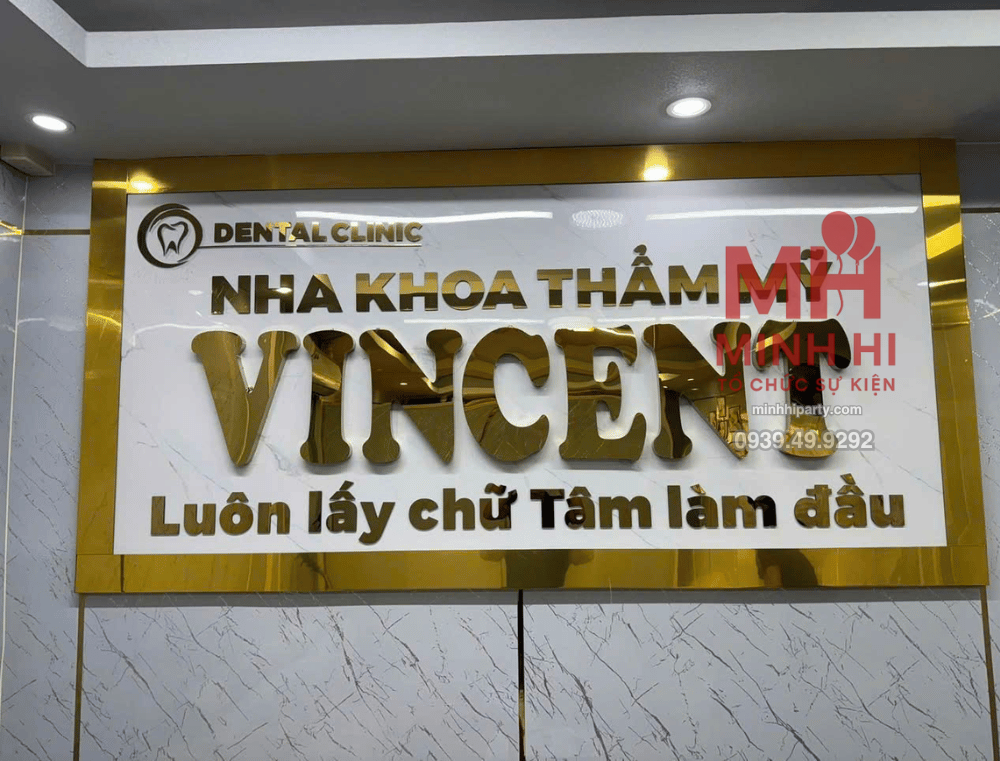 DENTAL CLINIC
NHA KHOA THẨM MỸ
VINCENT
Luôn lấy chữ Tâm làm đầu
MH
MINH HI
TỔ CHỨC SỰ KIỆN
minhhiparty.com
0939.49.9292